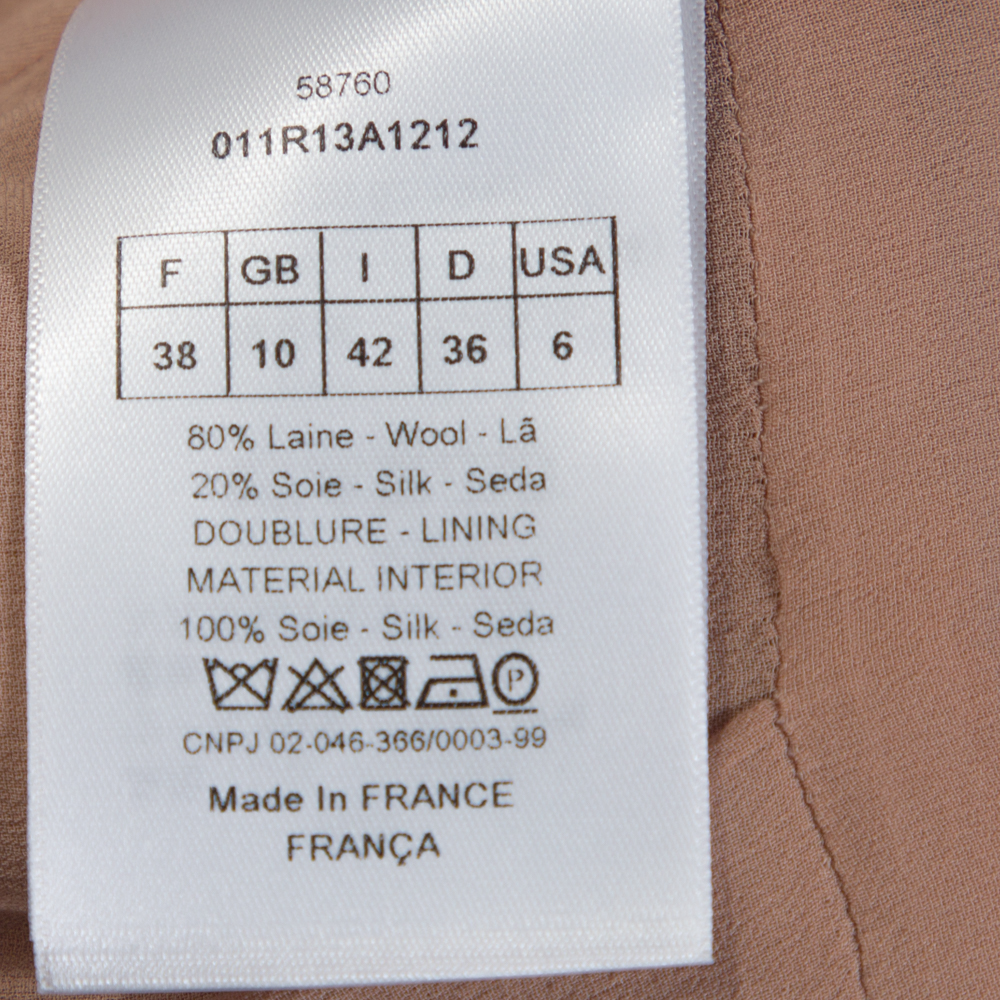 58760
011R13A1212
F GB I D USA
38 10 42 36 6
80% Laine - Wool - Lã
20% Soie - Silk - Seda
DOUBLURE - LINING
MATERIAL INTERIOR
100% Soie - Silk - Seda
P
CNPJ 02-046-366/0003-99
Made In FRANCE
FRANÇA